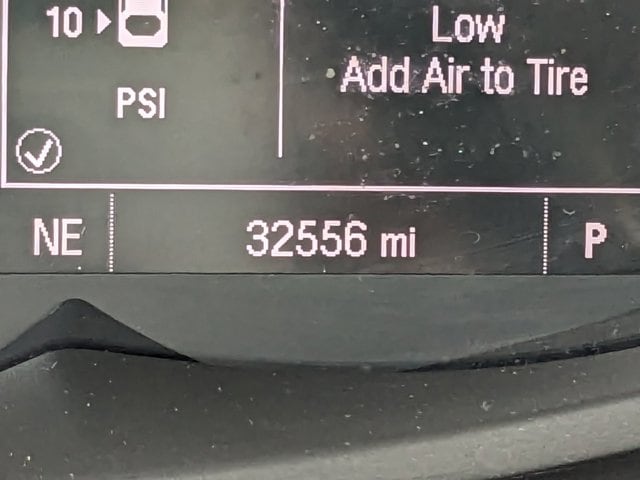 10
Low
Add Air to Tire
PSI
NE 32556 mi P